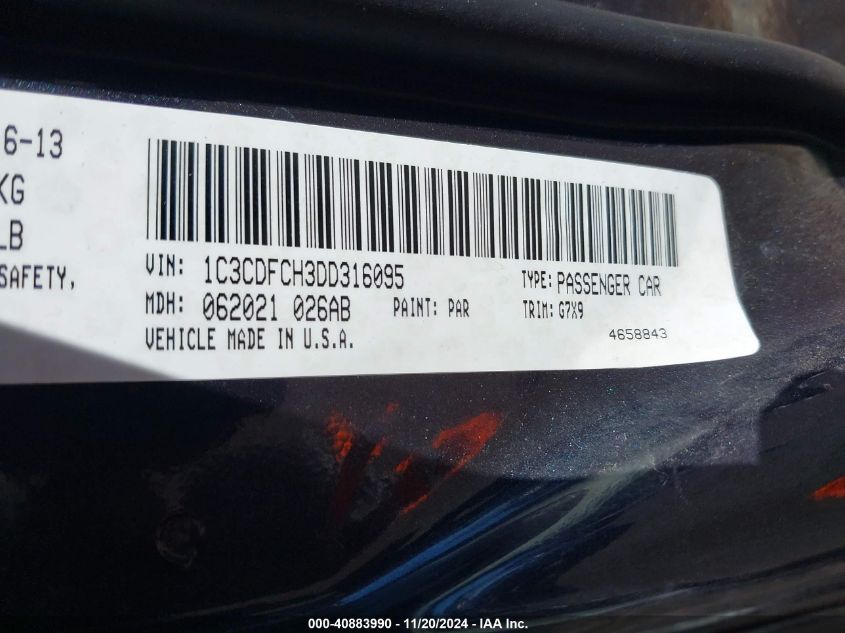 6-13
KG
LB
SAFETY,
VIN: 1C3CDFCH3DD316095 TYPE: PASSENGER CAR
MDH: 062021 026AB PAINT: PAR TRIM: G7X9
VEHICLE MADE IN U.S.A. 4658843
000-40883990 - 11/20/2024 - IAA Inc.